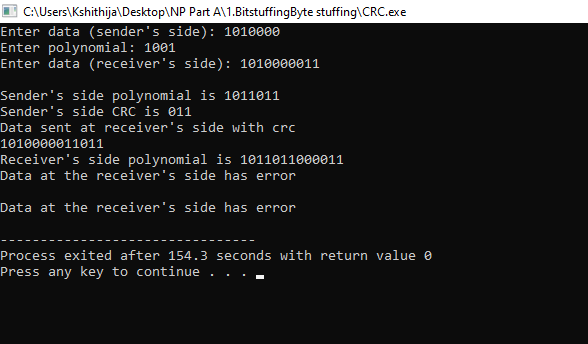 C:\Users\Kshithija\Desktop\NP Part A\1.BitstuffingByte stuffing\CRC.exe
Enter data (sender's side): 1010000
Enter polynomial: 1001
Enter data (receiver's side): 1010000011
Sender's side polynomial is 1011011
Sender's side CRC is 011
Data sent at receiver's side with crc
1010000011011
Receiver's side polynomial is 1011011000011
Data at the receiver's side has error
Data at the receiver's side has error
--------------------------------
Process exited after 154.3 seconds with return value 0
Press any key to continue . . .